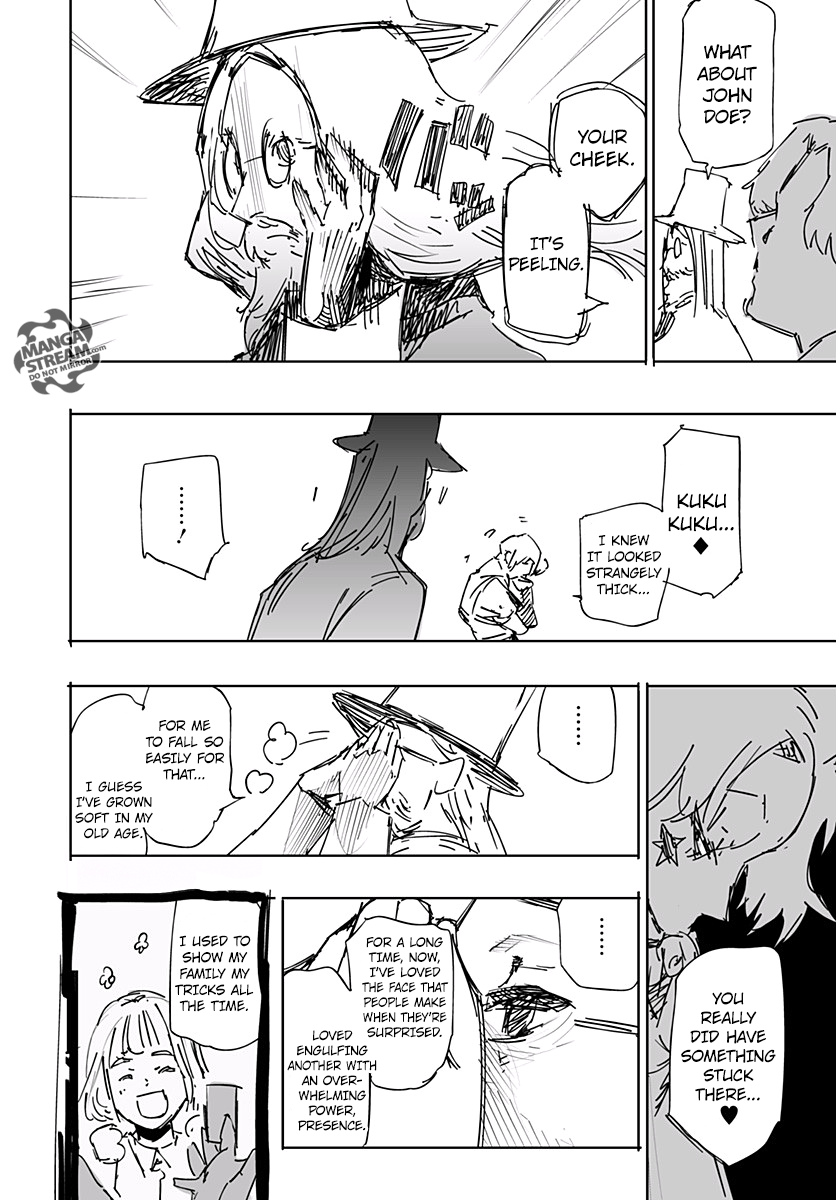 WHAT
ABOUT
JOHN
DOE?
YOUR
CHEEK.
IT'S
PEELING.
MANGA
STREAM.com
DO NOT MIRROR
KUKU
KUKU...
♦
I KNEW
IT LOOKED
STRANGELY
THICK...
......!
YOU
REALLY
DID HAVE
SOMETHING
STUCK
THERE...
♥
......
FOR ME
TO FALL SO
EASILY FOR
THAT...
I GUESS
I'VE GROWN
SOFT IN MY
OLD AGE.
......
FOR A LONG
TIME, NOW,
I'VE LOVED
THE FACE THAT
PEOPLE MAKE
WHEN THEY'RE
SURPRISED.
LOVED
ENGULFING
ANOTHER WITH
AN OVER-
WHELMING
POWER,
PRESENCE.
I USED TO
SHOW MY
FAMILY MY
TRICKS ALL
THE TIME.